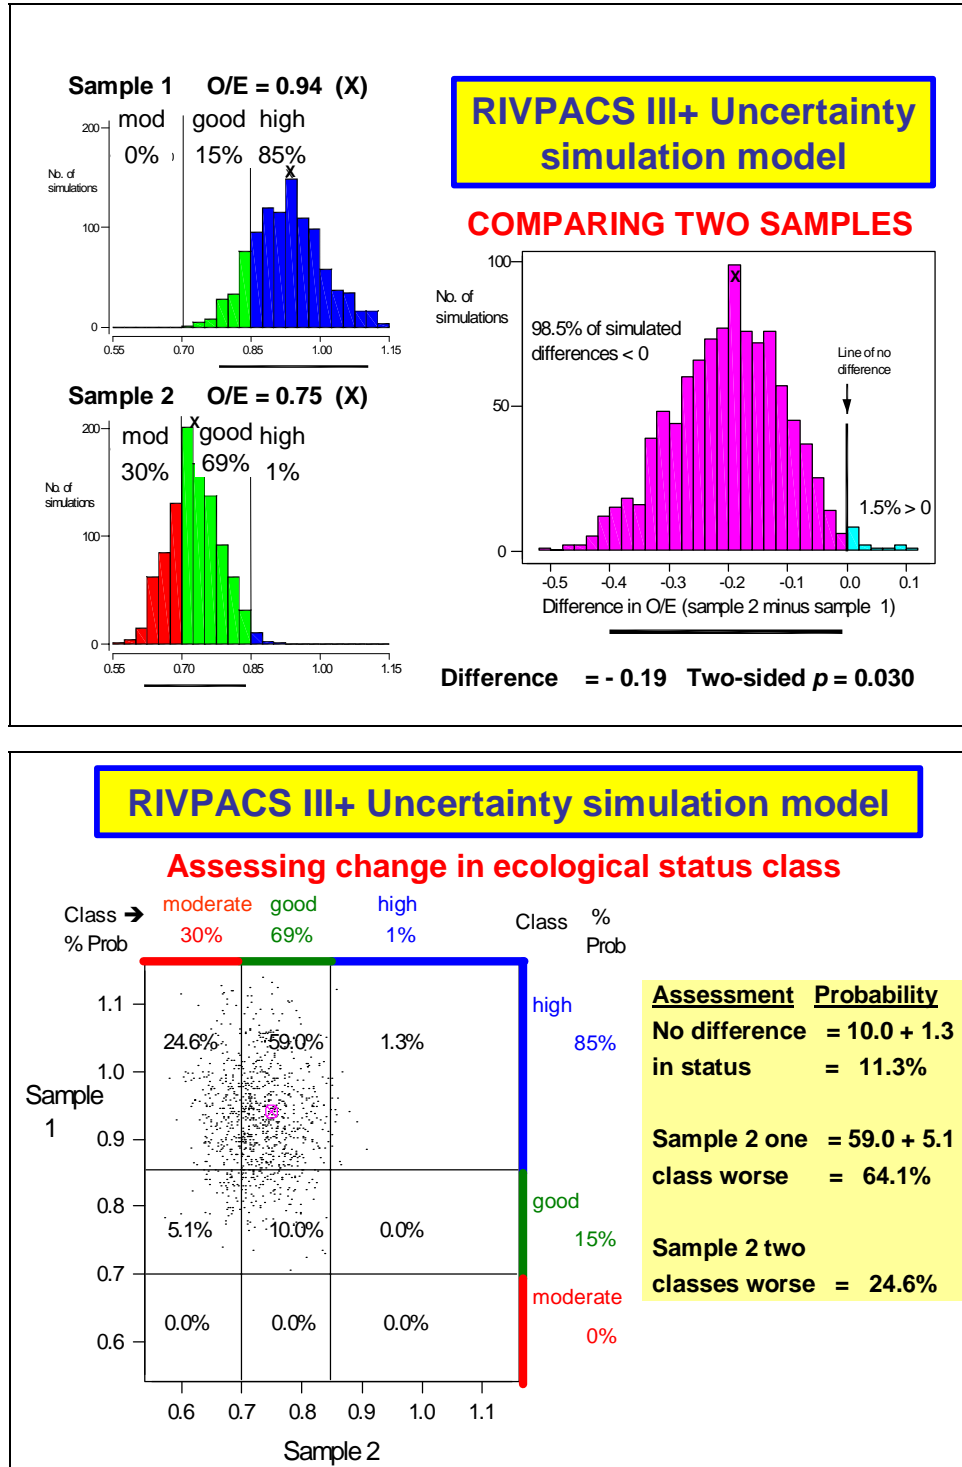 Sample 1 O/E = 0.94 (X)
mod good high
0% 15% 85%
X
No. of
simulations
200
100
0
0.55 0.70 0.85 1.00 1.15
Sample 2 O/E = 0.75 (X)
X
mod good high
30% 69% 1%
No. of
simulations
200
100
0
0.55 0.70 0.85 1.00 1.15
RIVPACS III+ Uncertainty
simulation model
COMPARING TWO SAMPLES
No. of
simulations
100
50
0
X
98.5% of simulated
differences < 0
Line of no
difference
1.5% > 0
-0.5 -0.4 -0.3 -0.2 -0.1 0.0 0.1
Difference in O/E (sample 2 minus sample 1)
Difference = - 0.19 Two-sided p = 0.030
RIVPACS III+ Uncertainty simulation model
Assessing change in ecological status class
Class ➔ moderate good high
% Prob 30% 69% 1%
Class %
Prob
high
85%
good
15%
moderate
0%
Sample
1
1.1
1.0
0.9
0.8
0.7
0.6
24.6% 59.0% 1.3%
5.1% 10.0% 0.0%
0.0% 0.0% 0.0%
0.6 0.7 0.8 0.9 1.0 1.1
Sample 2
Assessment Probability
No difference = 10.0 + 1.3
in status = 11.3%
Sample 2 one = 59.0 + 5.1
class worse = 64.1%
Sample 2 two
classes worse = 24.6%